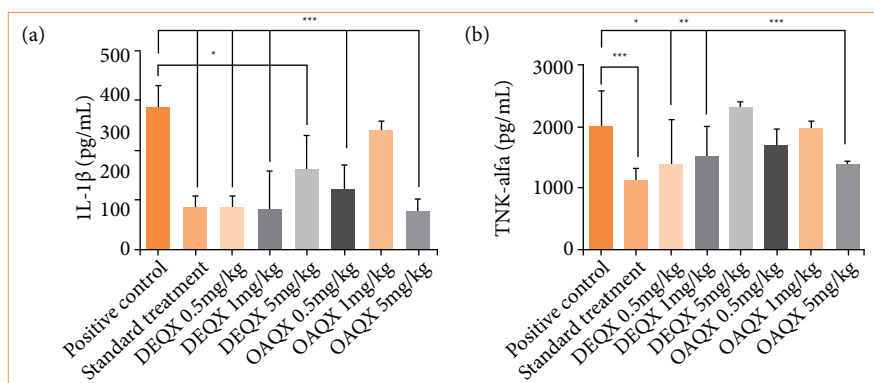 (a)
***
*
400
300
200
100
0
1L-1β (pg/mL)
Positive control
Standard treatment
DEQX 0.5mg/kg
DEQX 1mg/kg
DEQX 5mg/kg
OAQX 0.5mg/kg
OAQX 1mg/kg
OAQX 5mg/kg
(b)
* ** ***
***
3000
2000
1000
0
TNK-alfa (pg/mL)
Positive control
Standard treatment
DEQX 0.5mg/kg
DEQX 1mg/kg
DEQX 5mg/kg
OAQX 0.5mg/kg
OAQX 1mg/kg
OAQX 5mg/kg